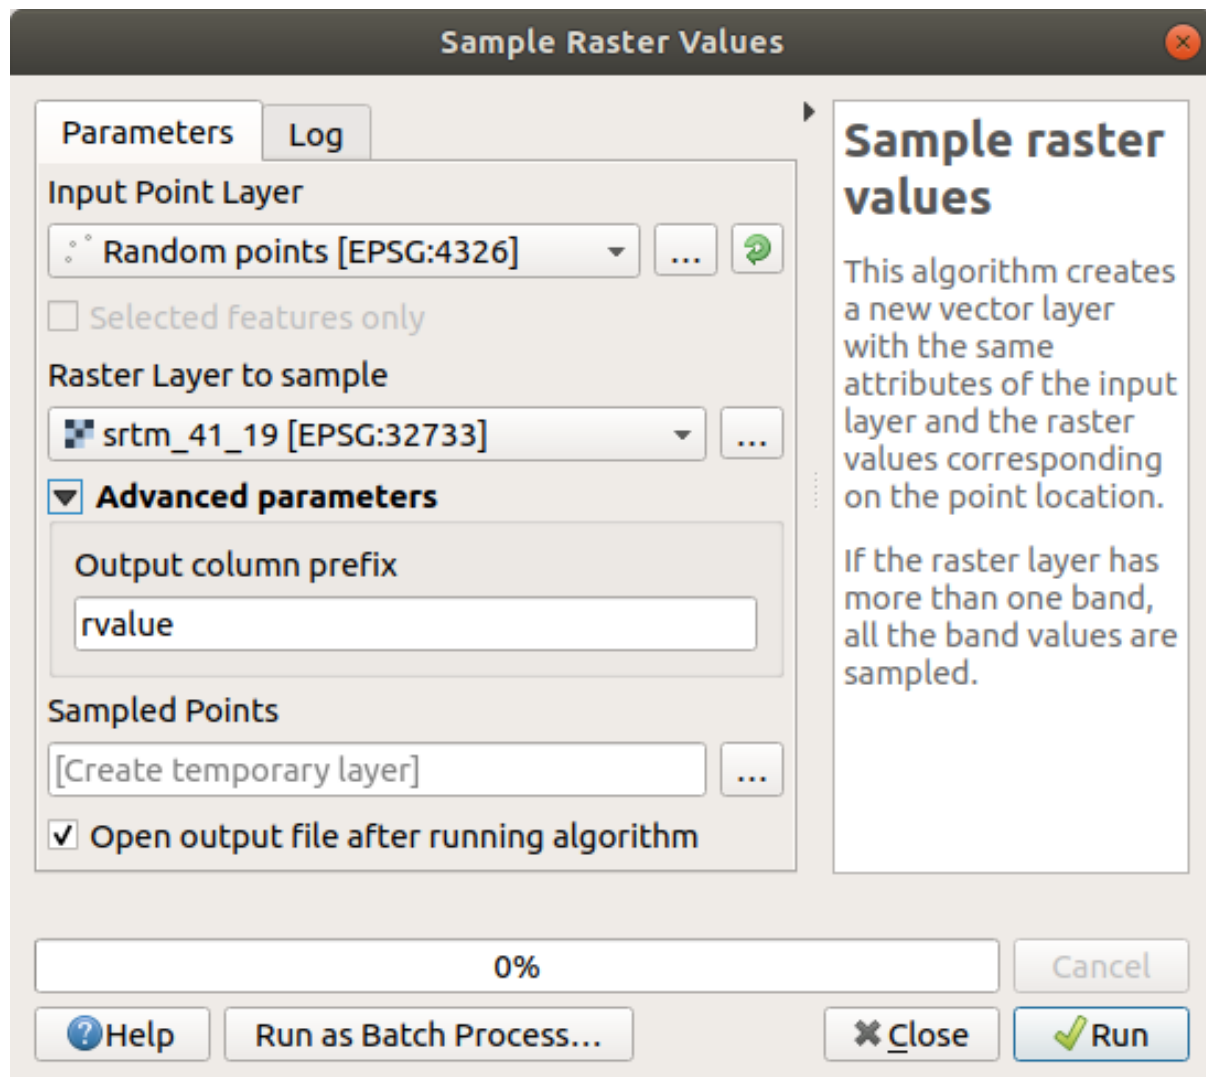 Sample Raster Values
Parameters
Log
Input Point Layer
Random points [EPSG:4326]
...
Selected features only
Raster Layer to sample
srtm_41_19 [EPSG:32733]
...
Advanced parameters
Output column prefix
rvalue
Sampled Points
[Create temporary layer]
...
Open output file after running algorithm
Sample raster
values
This algorithm creates
a new vector layer
with the same
attributes of the input
layer and the raster
values corresponding
on the point location.
If the raster layer has
more than one band,
all the band values are
sampled.
0%
Cancel
Help
Run as Batch Process...
Close
Run